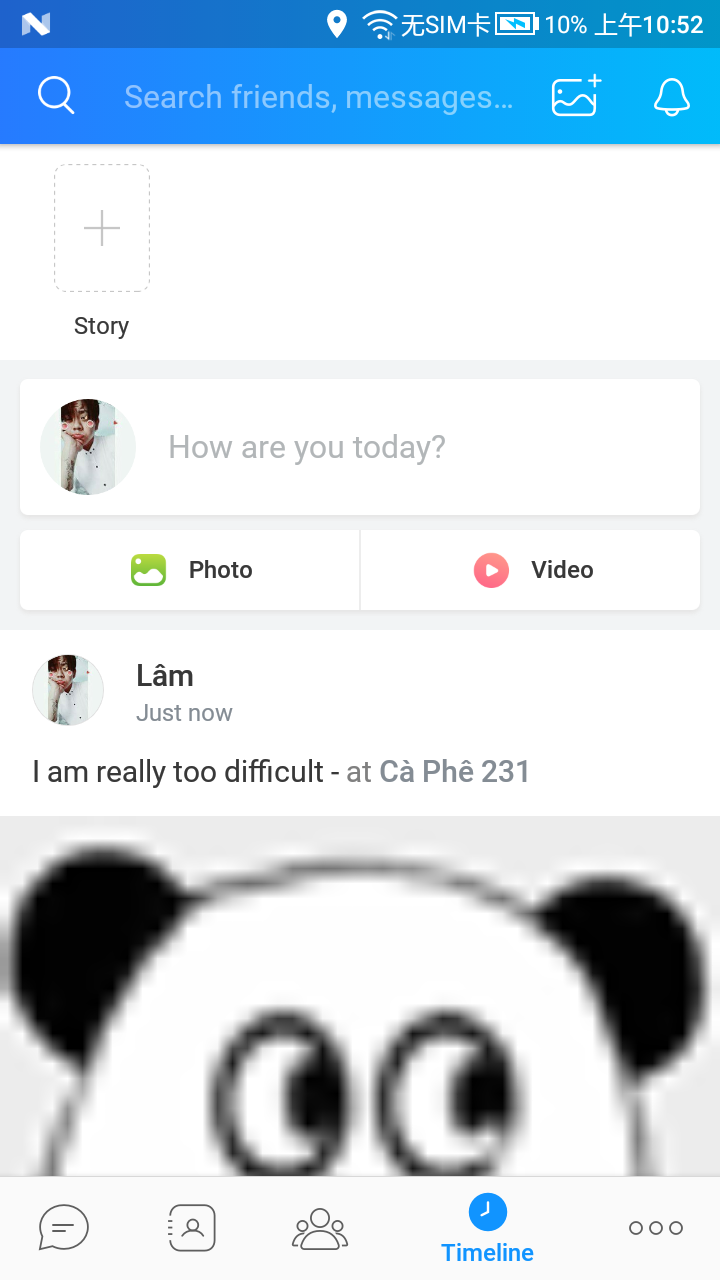 无SIM卡 10% 上午10:52
Search friends, messages...
Story
How are you today?
Photo Video
Lâm
Just now
I am really too difficult - at Cà Phê 231
Timeline